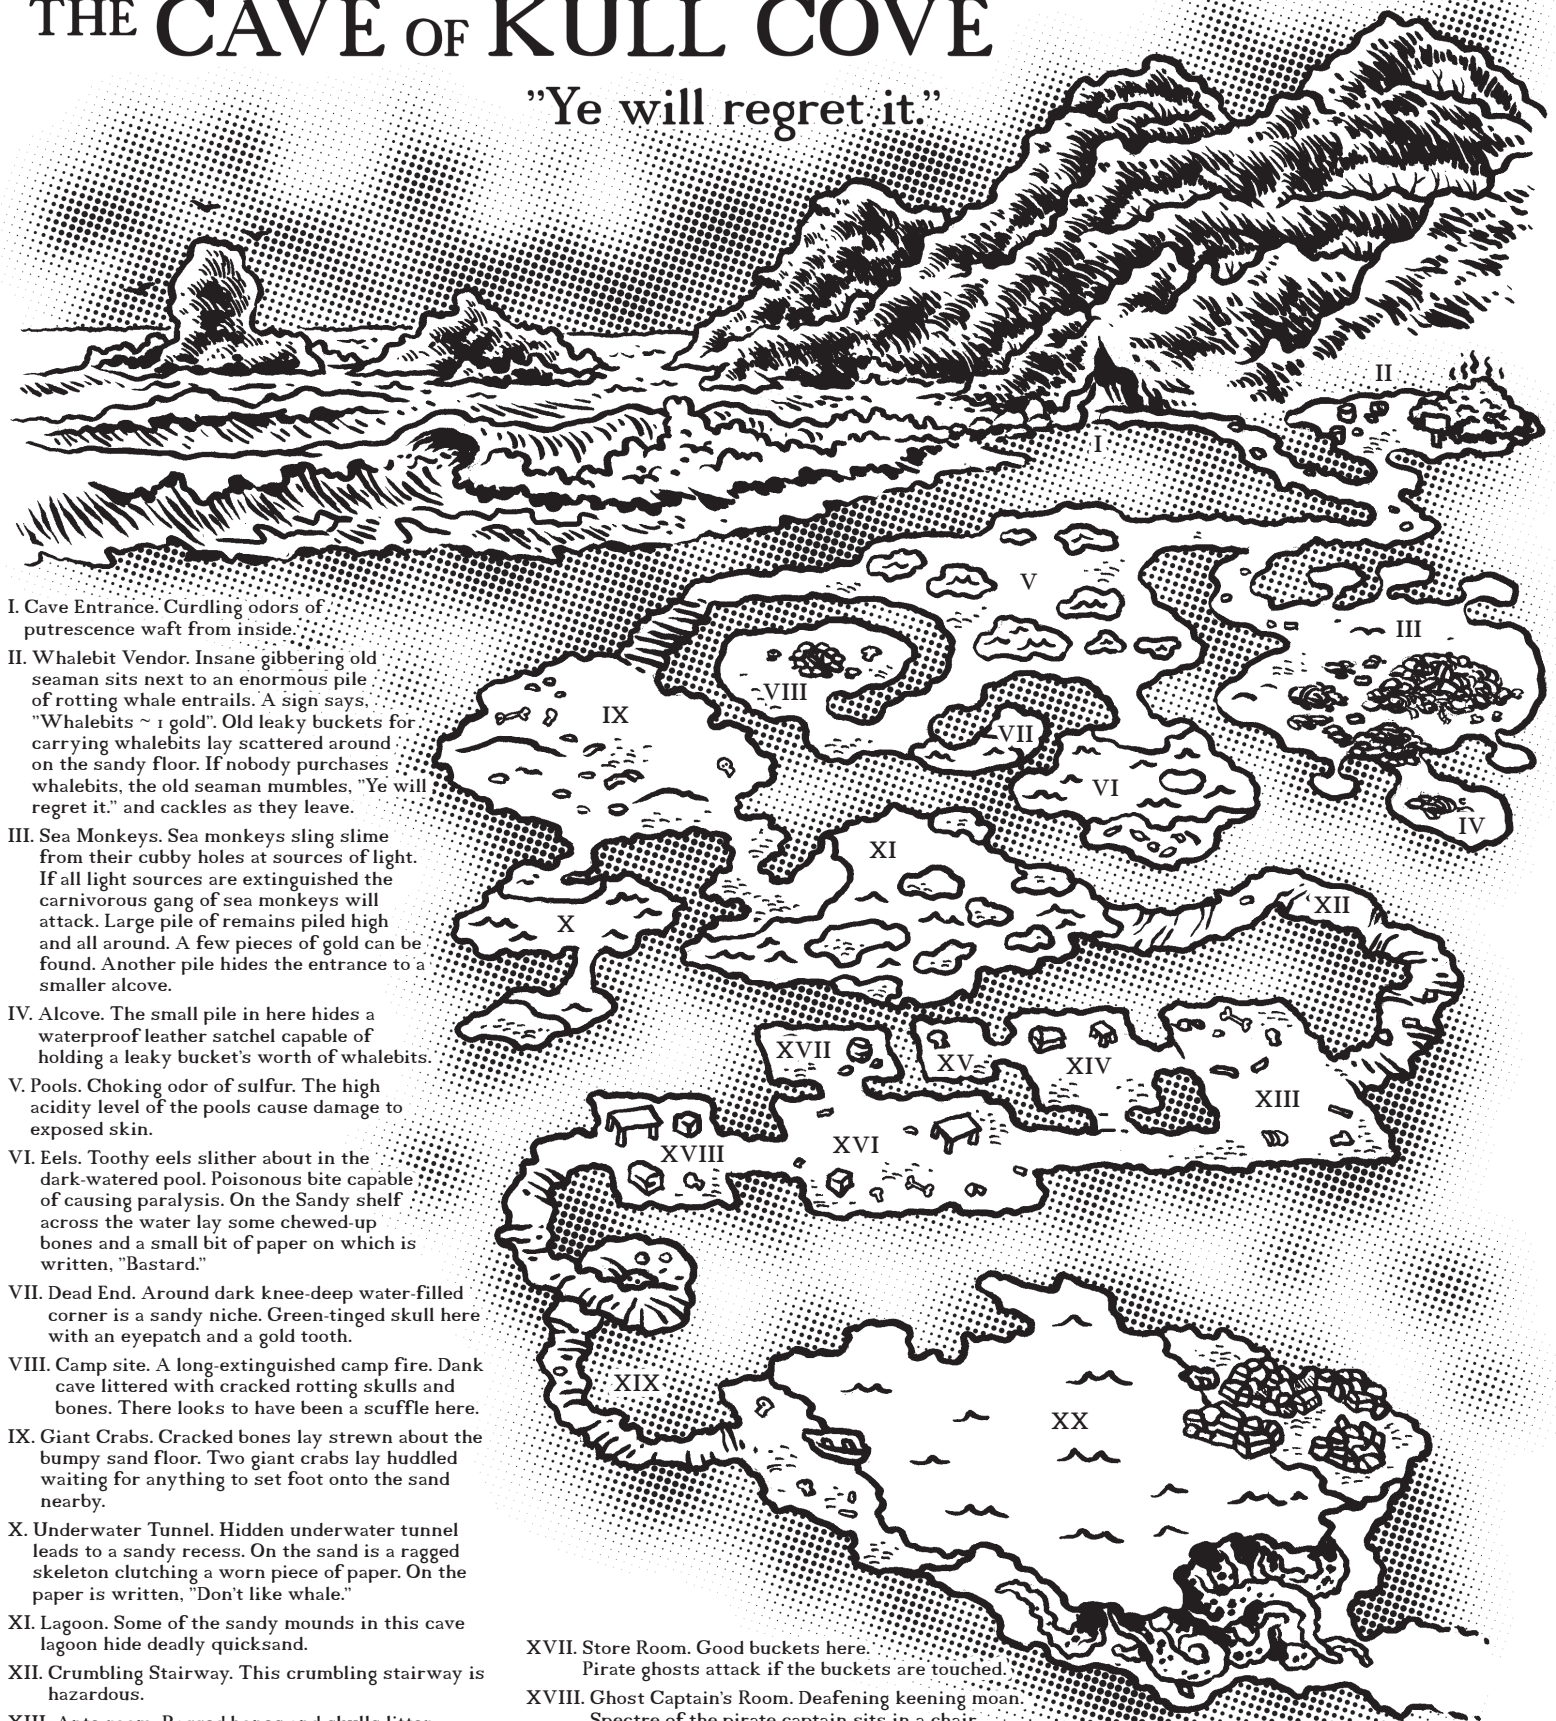 THE CAVE OF KULL COVE
"Ye will regret it."
II
I
V
III
VIII
IX
VII
VI
IV
XI
XII
X
XVII
XV
XIV
XIII
XVI
XVIII
XIX
XX
I. Cave Entrance. Curdling odors of
putrescence waft from inside.
II. Whalebit Vendor. Insane gibbering old
seaman sits next to an enormous pile
of rotting whale entrails. A sign says,
"Whalebits ~ 1 gold". Old leaky buckets for
carrying whalebits lay scattered around
on the sandy floor. If nobody purchases
whalebits, the old seaman mumbles, "Ye will
regret it." and cackles as they leave.
III. Sea Monkeys. Sea monkeys sling slime
from their cubby holes at sources of light.
If all light sources are extinguished the
carnivorous gang of sea monkeys will
attack. Large pile of remains piled high
and all around. A few pieces of gold can be
found. Another pile hides the entrance to a
smaller alcove.
IV. Alcove. The small pile in here hides a
waterproof leather satchel capable of
holding a leaky bucket's worth of whalebits.
V. Pools. Choking odor of sulfur. The high
acidity level of the pools cause damage to
exposed skin.
VI. Eels. Toothy eels slither about in the
dark-watered pool. Poisonous bite capable
of causing paralysis. On the Sandy shelf
across the water lay some chewed-up
bones and a small bit of paper on which is
written, "Bastard."
VII. Dead End. Around dark knee-deep water-filled
corner is a sandy niche. Green-tinged skull here
with an eyepatch and a gold tooth.
VIII. Camp site. A long-extinguished camp fire. Dank
cave littered with cracked rotting skulls and
bones. There looks to have been a scuffle here.
IX. Giant Crabs. Cracked bones lay strewn about the
bumpy sand floor. Two giant crabs lay huddled
waiting for anything to set foot onto the sand
nearby.
X. Underwater Tunnel. Hidden underwater tunnel
leads to a sandy recess. On the sand is a ragged
skeleton clutching a worn piece of paper. On the
paper is written, "Don't like whale."
XI. Lagoon. Some of the sandy mounds in this cave
lagoon hide deadly quicksand.
XII. Crumbling Stairway. This crumbling stairway is
hazardous.
XVII. Store Room. Good buckets here.
Pirate ghosts attack if the buckets are touched.
XVIII. Ghost Captain's Room. Deafening keening moan.
Spectre of the pirate captain sits in a chair